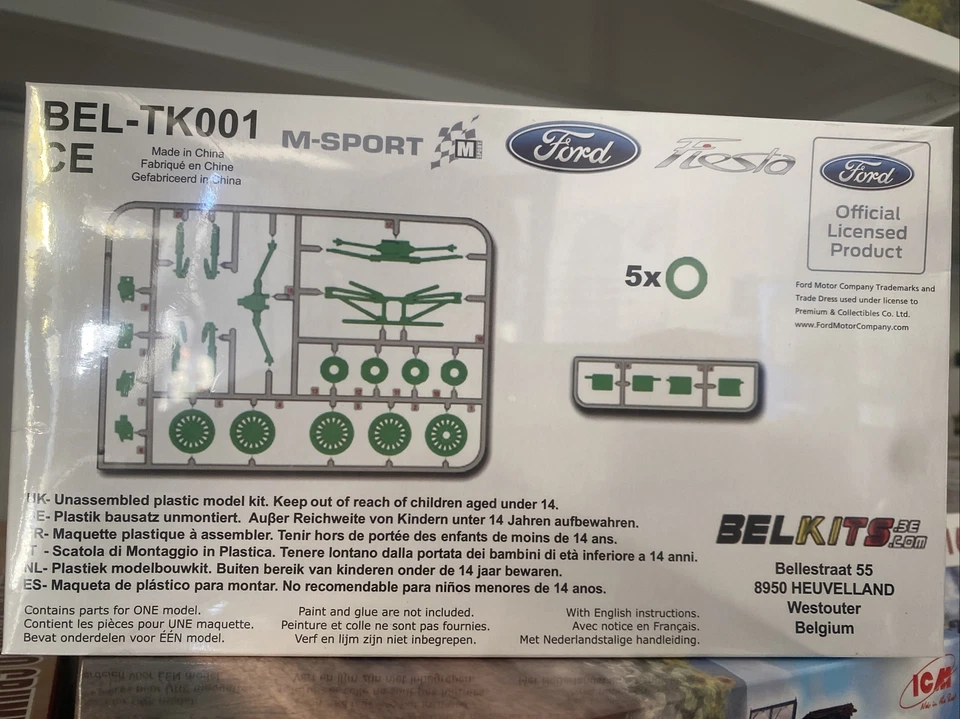 BEL-TK001
CE
Made in China
Fabriqué en Chine
Gefabriceerd in China
M-SPORT
M
Ford
Fiesta
Ford
Official
Licensed
Product
Ford Motor Company Trademarks and
Trade Dress used under license to
Premium & Collectibles Co. Ltd.
www.FordMotorCompany.com
5x
UK- Unassembled plastic model kit. Keep out of reach of children aged under 14.
DE- Plastik bausatz unmontiert. Außer Reichweite von Kindern unter 14 Jahren aufbewahren.
FR- Maquette plastique à assembler. Tenir hors de portée des enfants de moins de 14 ans.
IT - Scatola di Montaggio in Plastica. Tenere lontano dalla portata dei bambini di età inferiore a 14 anni.
NL- Plastiek modelbouwkit. Buiten bereik van kinderen onder de 14 jaar bewaren.
ES- Maqueta de plástico para montar. No recomendable para niños menores de 14 anos.
Contains parts for ONE model.
Contient les pièces pour UNE maquette.
Bevat onderdelen voor ÉÉN model.
Paint and glue are not included.
Peinture et colle ne sont pas fournies.
Verf en lijm zijn niet inbegrepen.
With English instructions.
Avec notice en Français.
Met Nederlandstalige handleiding.
BELKITS.BE
.COM
Bellestraat 55
8950 HEUVELLAND
Westouter
Belgium
ICM